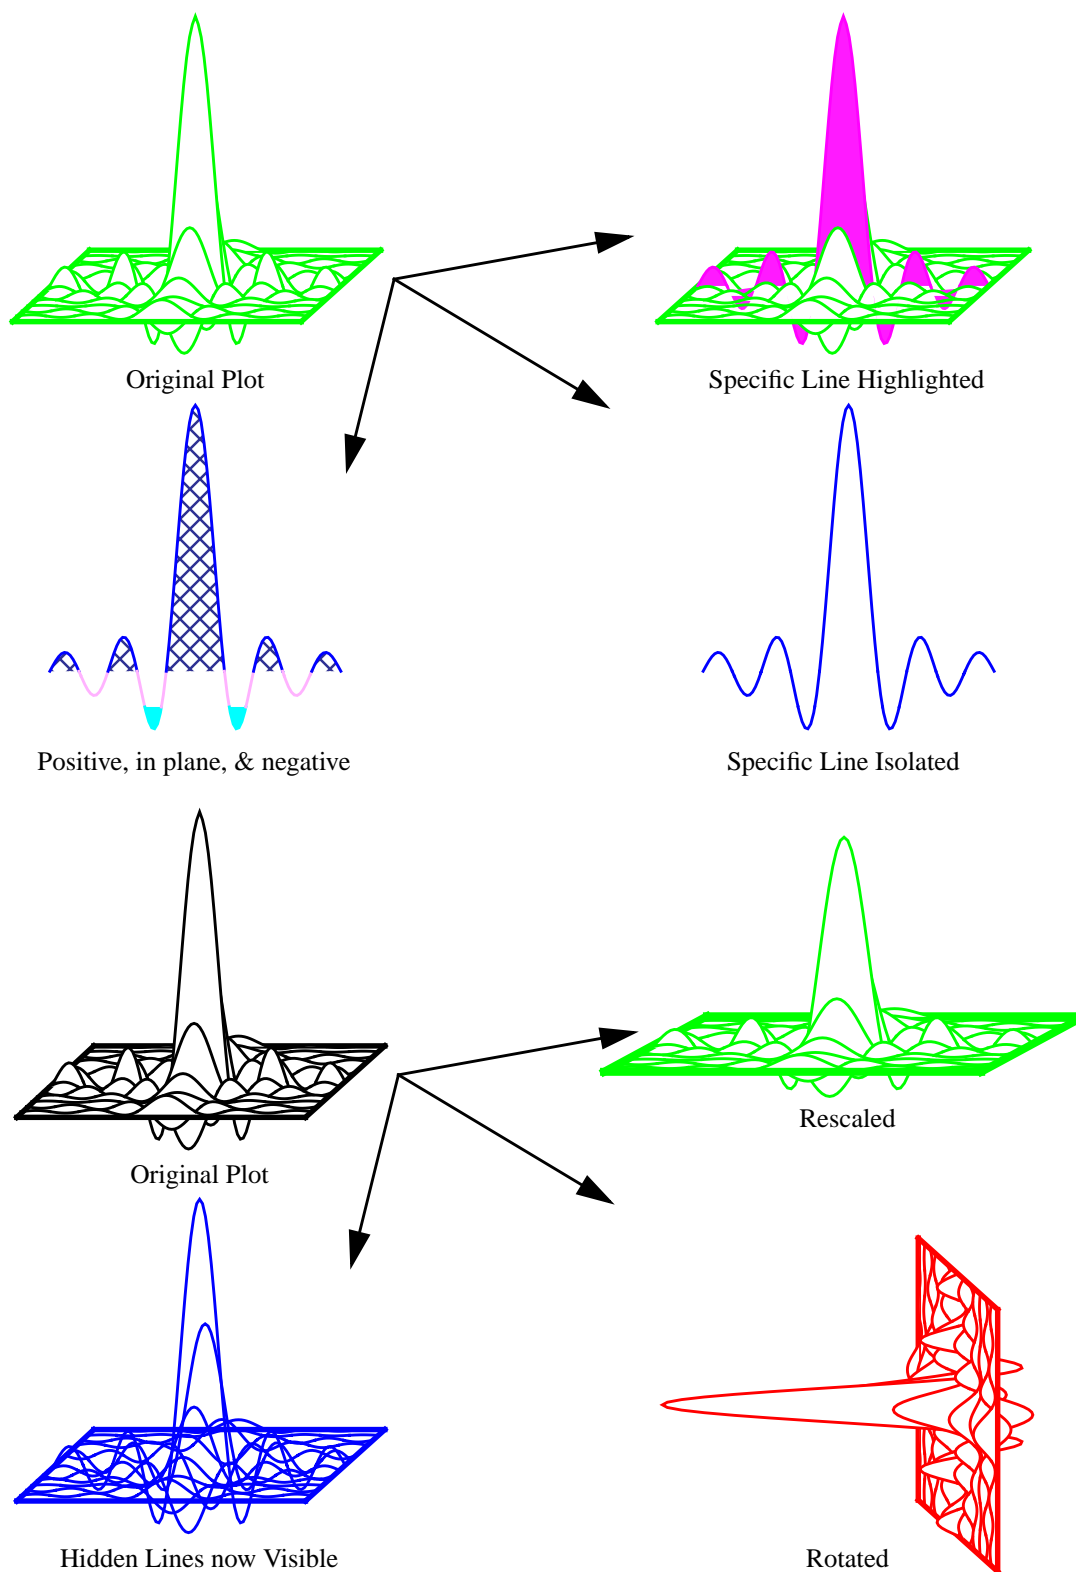 Original Plot
Specific Line Highlighted
Positive, in plane, & negative
Specific Line Isolated
Rescaled
Original Plot
Hidden Lines now Visible
Rotated